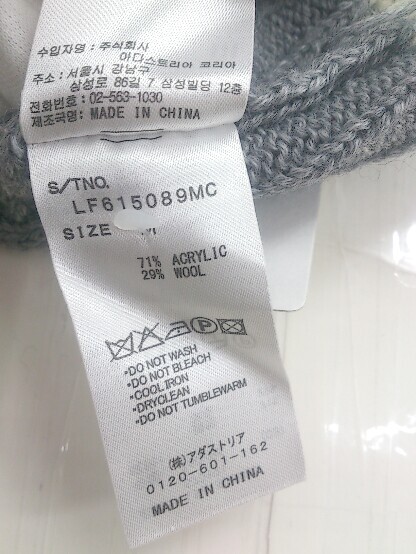 수입자명 : 주식회사
아다스트리아 코리아
주소 : 서울시 강남구
삼성로 86길 7 삼성빌딩 12층
전화번호 : 02-563-1030
제조국명: MADE IN CHINA
S/TNO.
LF615089MC
SIZE M
71% ACRYLIC
29% WOOL
P
•DO NOT WASH
•DO NOT BLEACH
•COOL IRON
•DRYCLEAN
•DO NOT TUMBLEWARM
(株)アダストリア
0120-601-162
MADE IN CHINA